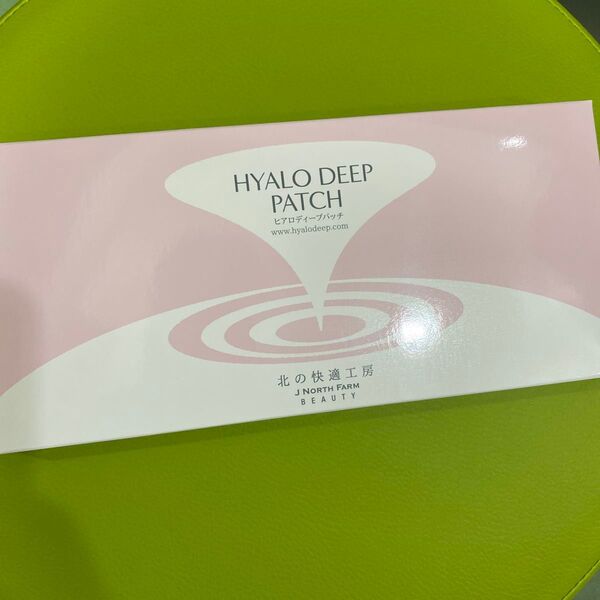 HYALO DEEP
PATCH
ヒアロディープパッチ
www.hyalodeep.com
北の快適工房
J NORTH FARM
BEAUTY